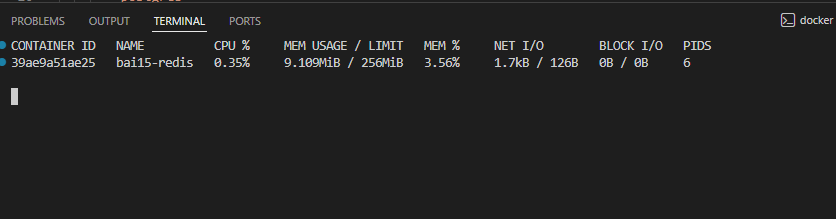 PROBLEMS OUTPUT TERMINAL PORTS docker
CONTAINER ID NAME CPU % MEM USAGE / LIMIT MEM % NET I/O BLOCK I/O PIDS
39ae9a51ae25 bai15-redis 0.35% 9.109MiB / 256MiB 3.56% 1.7kB / 126B 0B / 0B 6